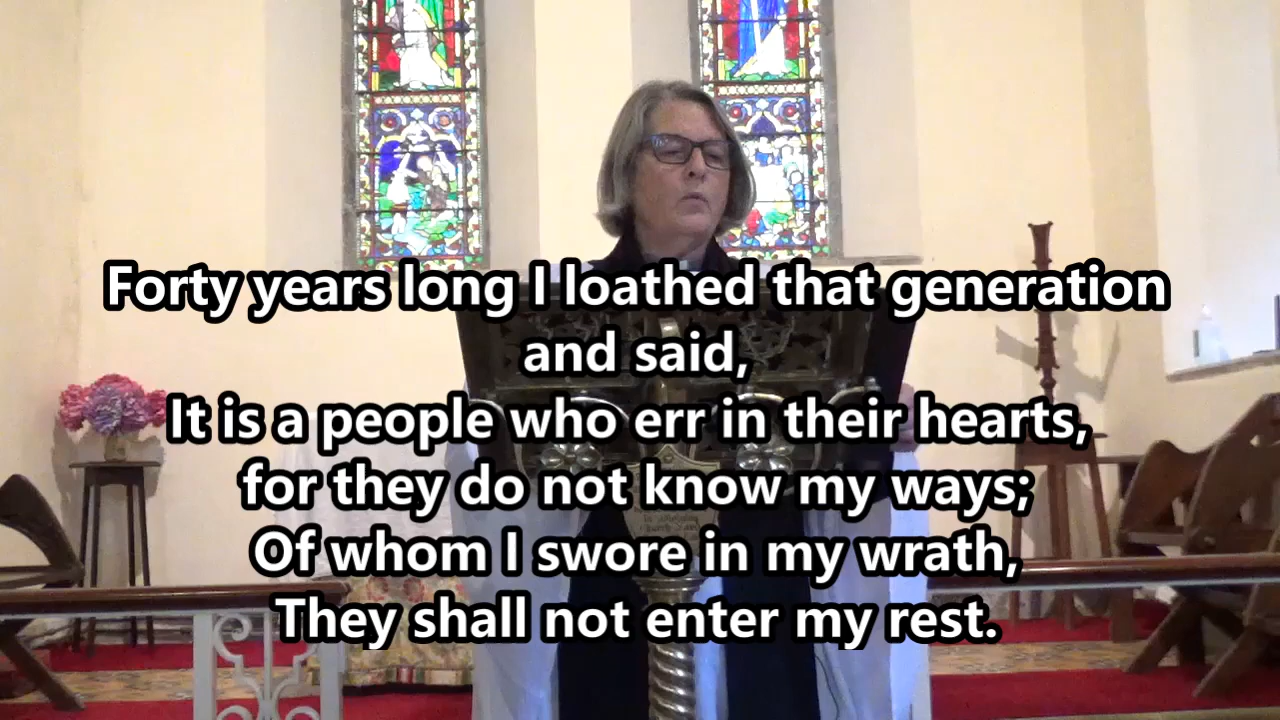 Forty years long I loathed that generation
and said,
It is a people who err in their hearts,
for they do not know my ways;
Of whom I swore in my wrath,
They shall not enter my rest.